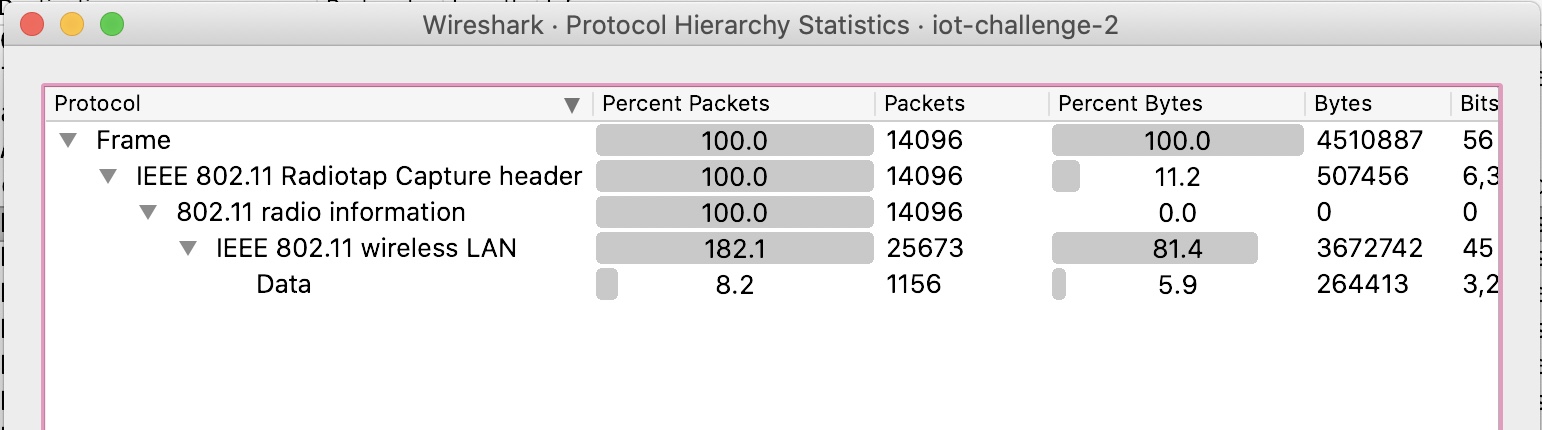 Wireshark · Protocol Hierarchy Statistics · iot-challenge-2
Protocol Percent Packets Packets Percent Bytes Bytes Bits
Frame 100.0 14096 100.0 4510887 56
IEEE 802.11 Radiotap Capture header 100.0 14096 11.2 507456 6,3
802.11 radio information 100.0 14096 0.0 0 0
IEEE 802.11 wireless LAN 182.1 25673 81.4 3672742 45
Data 8.2 1156 5.9 264413 3,2